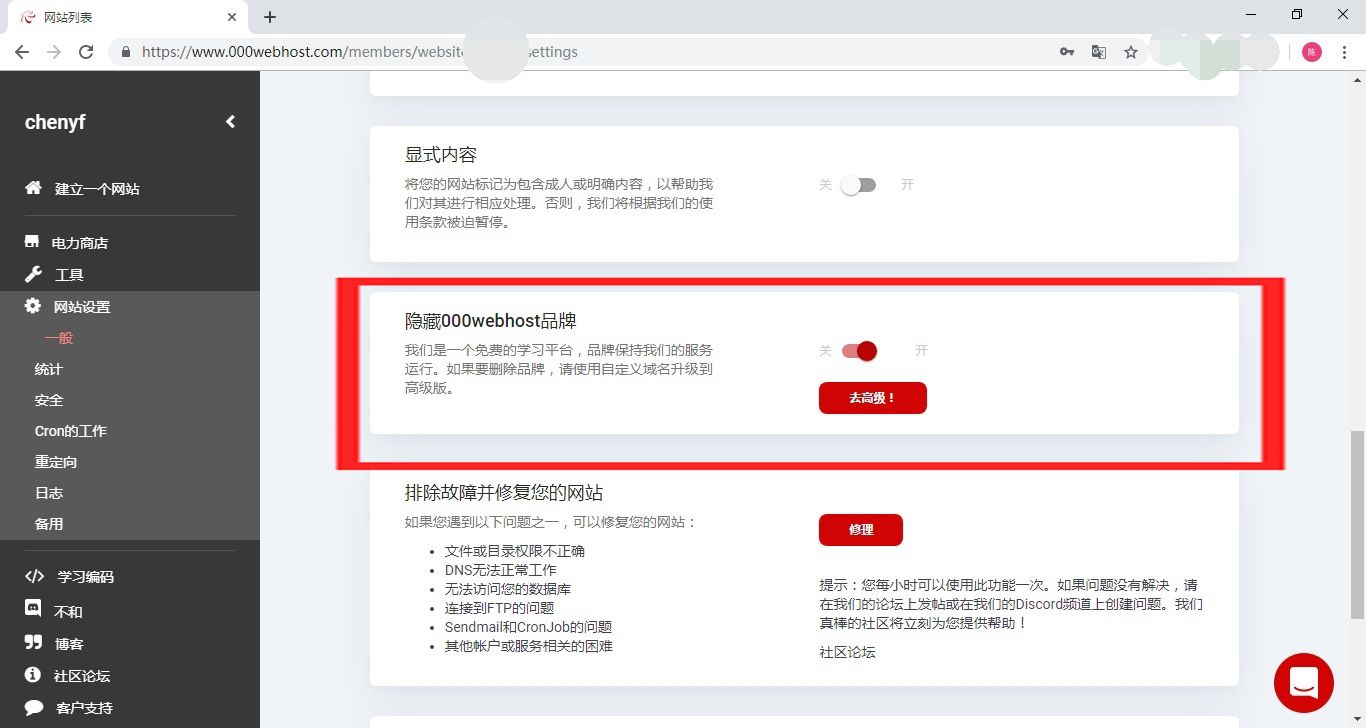 网站列表
https://www.000webhost.com/members/website
ettings
陈
chenyf
建立一个网站
电力商店
工具
网站设置
一般
统计
安全
Cron的工作
重定向
日志
备用
学习编码
不和
博客
社区论坛
客户支持
显式内容
将您的网站标记为包含成人或明确内容，以帮助我
们对其进行相应处理。否则，我们将根据我们的使
用条款被迫暂停。
关 开
隐藏000webhost品牌
我们是一个免费的学习平台，品牌保持我们的服务
运行。如果要删除品牌，请使用自定义域名升级到
高级版。
关 开
去高级！
排除故障并修复您的网站
如果您遇到以下问题之一，可以修复您的网站：
• 文件或目录权限不正确
• DNS无法正常工作
• 无法访问您的数据库
• 连接到FTP的问题
• Sendmail和CronJob的问题
• 其他帐户或服务相关的困难
修理
提示：您每小时可以使用此功能一次。如果问题没有解决，请
在我们的论坛上发帖或在我们的Discord频道上创建问题。我们
真棒的社区将立刻为您提供帮助！
社区论坛